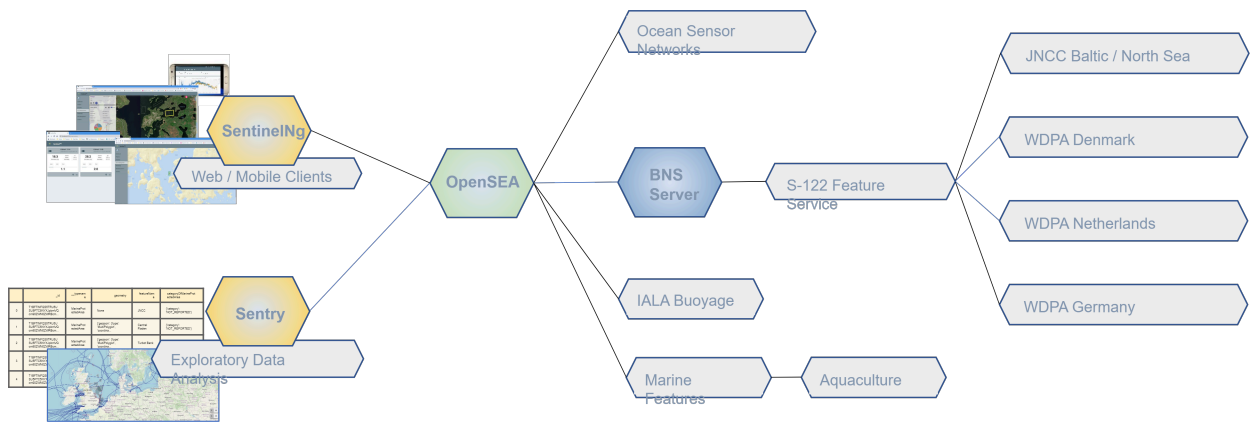 Ocean Sensor
Networks
JNCC Baltic / North Sea
SentinelNg
Web / Mobile Clients
WDPA Denmark
OpenSEA
BNS
Server
S-122 Feature
Service
WDPA Netherlands
IALA Buoyage
WDPA Germany
Sentry
Exploratory Data
Analysis
geometry
Marine
Features
Aquaculture